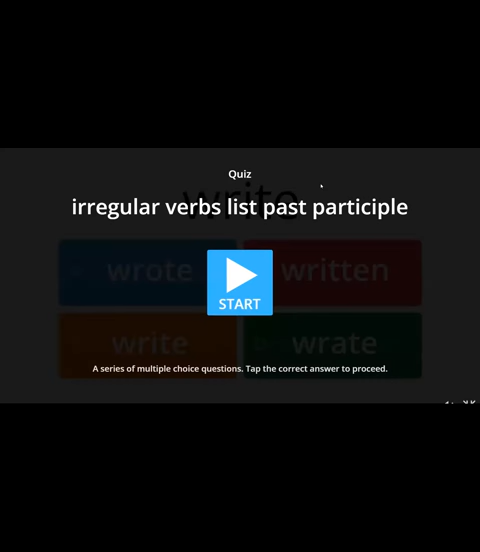 Quiz
write
irregular verbs list past participle
wrote written
START
write wrate
A series of multiple choice questions. Tap the correct answer to proceed.